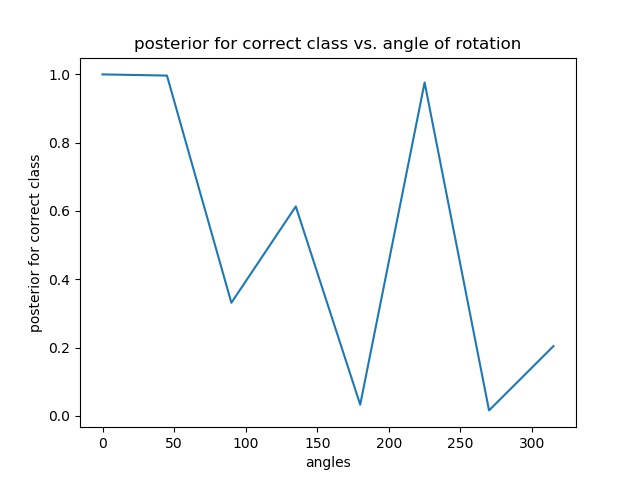 posterior for correct class vs. angle of rotation
1.0
0.8
0.6
0.4
0.2
0.0
posterior for correct class
0 50 100 150 200 250 300
angles